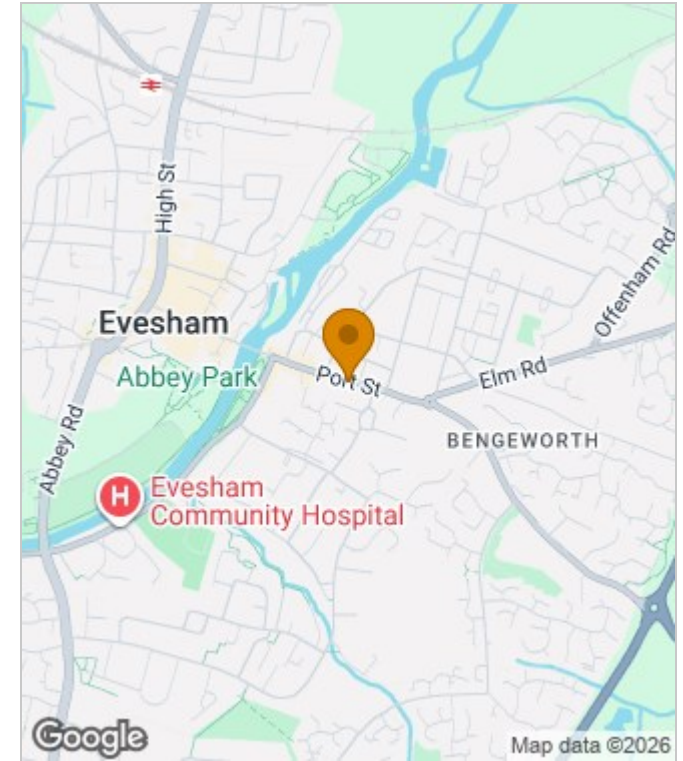 High St
Offenham Rd
Evesham
Abbey Park
Port St
Elm Rd
BENGEWORTH
Abbey Rd
H
Evesham
Community Hospital
Google
Map data ©2026